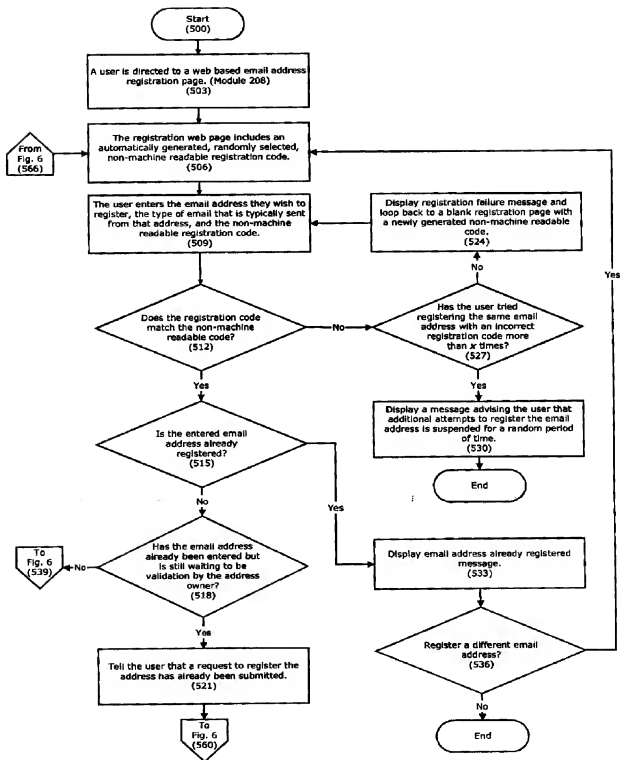 Start
(500)
A user is directed to a web based email address
registration page. (Module 208)
(503)
From
Fig. 6
(566)
The registration web page includes an
automatically generated, randomly selected,
non-machine readable registration code.
(506)
The user enters the email address they wish to
register, the type of email that is typically sent
from that address, and the non-machine
readable registration code.
(509)
Display registration failure message and
loop back to a blank registration page with
a newly generated non-machine readable
code.
(524)
Yes
No
Does the registration code
match the non-machine
readable code?
(512)
No
Has the user tried
registering the same email
address with an incorrect
registration code more
than x times?
(527)
Yes
Yes
Display a message advising the user that
additional attempts to register the email
address is suspended for a random period
of time.
(530)
Is the entered email
address already
registered?
(515)
End
No
Yes
Has the email address
already been entered but
is still waiting to be
validation by the address
owner?
(518)
To
Fig. 6
(539)
No
Display email address already registered
message.
(533)
Yes
Register a different email
address?
(536)
Tell the user that a request to register the
address has already been submitted.
(521)
No
To
Fig. 6
(560)
End